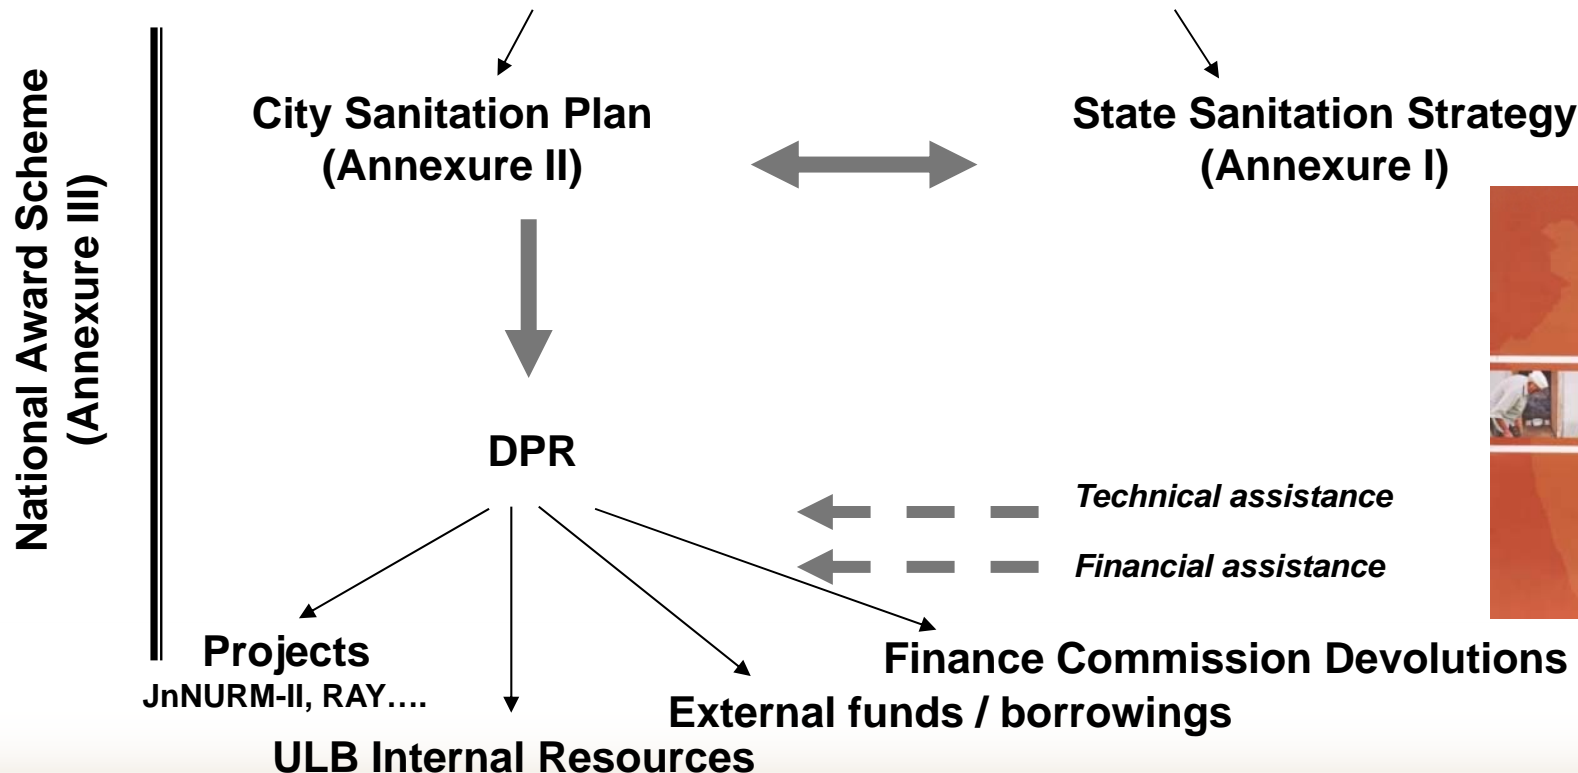 National Award Scheme
(Annexure III)
City Sanitation Plan
(Annexure II)
State Sanitation Strategy
(Annexure I)
DPR
Technical assistance
Financial assistance
Projects
JnNURM-II, RAY....
Finance Commission Devolutions
External funds / borrowings
ULB Internal Resources